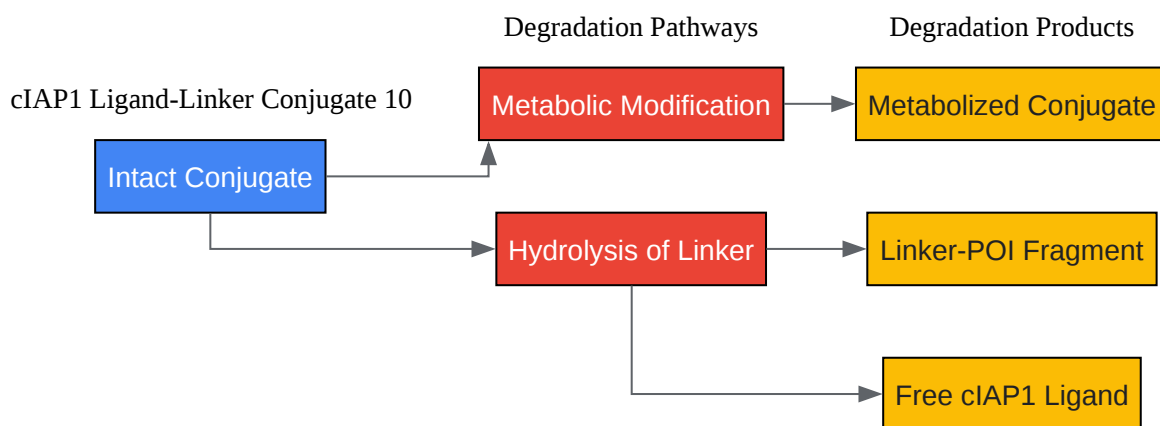 Degradation Pathways
Degradation Products
cIAP1 Ligand-Linker Conjugate 10
Metabolic Modification
Metabolized Conjugate
Intact Conjugate
Hydrolysis of Linker
Linker-POI Fragment
Free cIAP1 Ligand